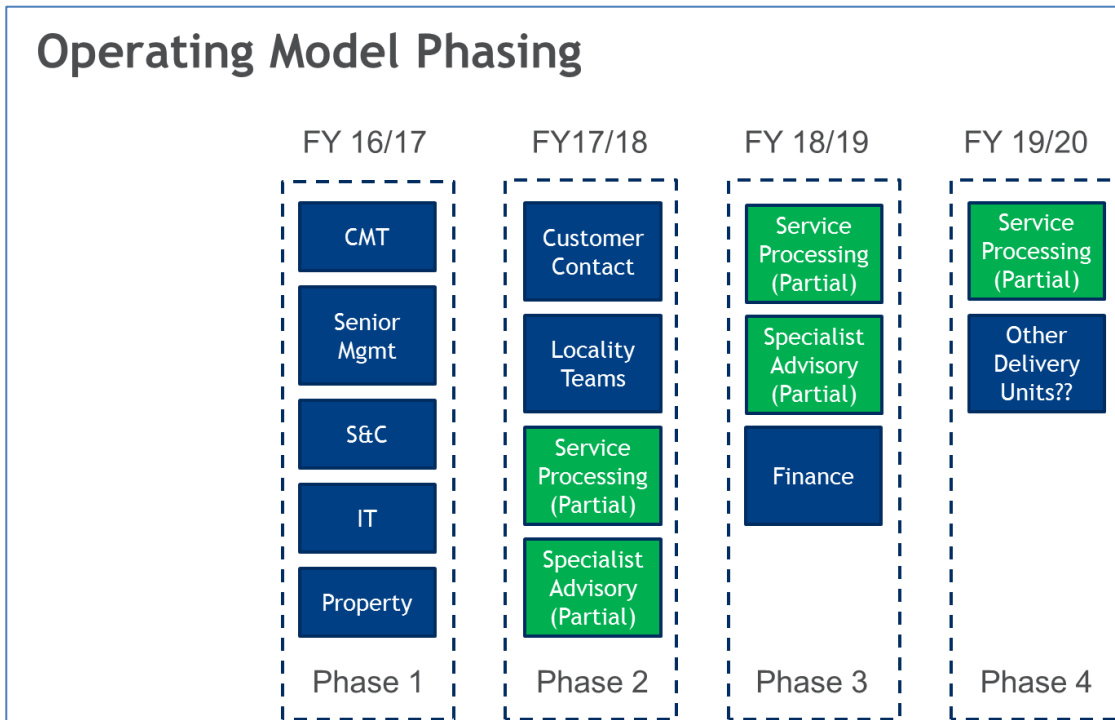 Operating Model Phasing
FY 16/17
CMT
Senior
Mgmt
S&C
IT
Property
Phase 1
FY17/18
Customer
Contact
Locality
Teams
Service
Processing
(Partial)
Specialist
Advisory
(Partial)
Phase 2
FY 18/19
Service
Processing
(Partial)
Specialist
Advisory
(Partial)
Finance
Phase 3
FY 19/20
Service
Processing
(Partial)
Other
Delivery
Units??
Phase 4